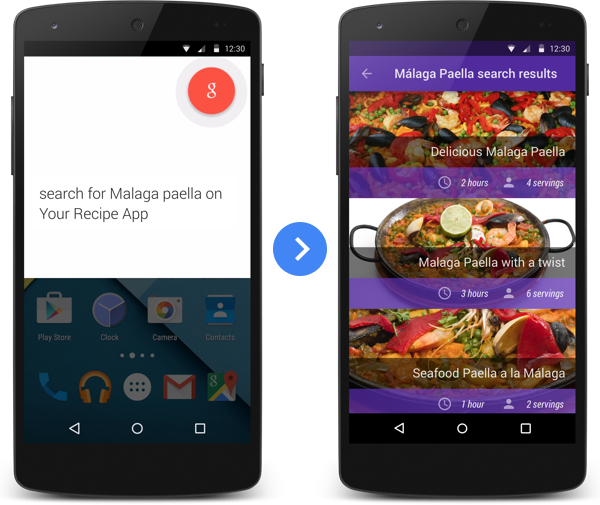 12:30
g
search for Malaga paella on
Your Recipe App
Play Store
Clock
Camera
Contacts
12:30
Málaga Paella search results
Delicious Malaga Paella
2 hours
4 servings
Malaga Paella with a twist
3 hours
6 servings
Seafood Paella a la Málaga
1 hour
2 servings